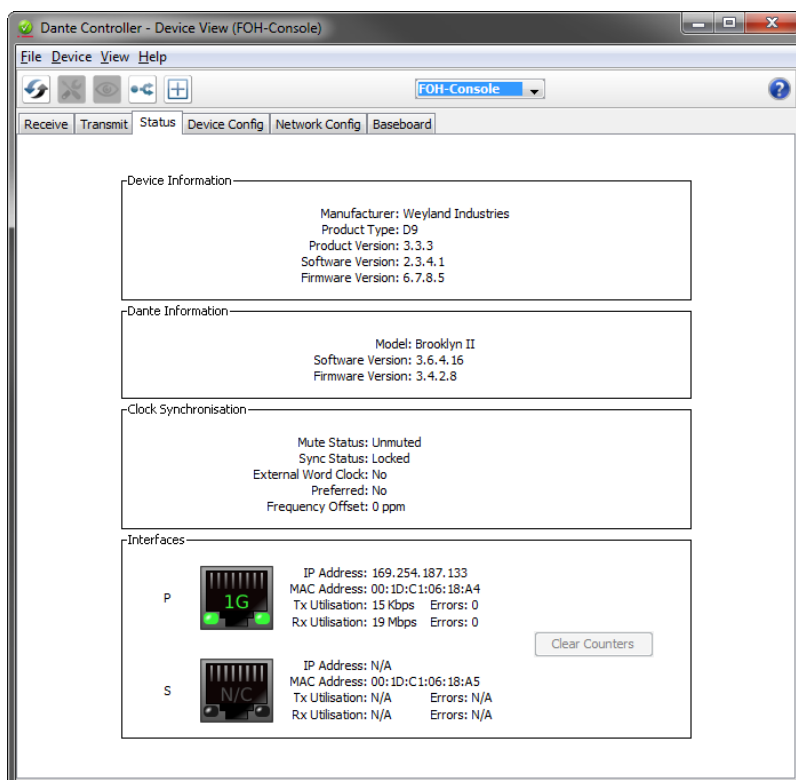 Dante Controller - Device View (FOH-Console)
File Device View Help
FOH-Console
?
Receive Transmit Status Device Config Network Config Baseboard
Device Information
Manufacturer: Weyland Industries
Product Type: D9
Product Version: 3.3.3
Software Version: 2.3.4.1
Firmware Version: 6.7.8.5
Dante Information
Model: Brooklyn II
Software Version: 3.6.4.16
Firmware Version: 3.4.2.8
Clock Synchronisation
Mute Status: Unmuted
Sync Status: Locked
External Word Clock: No
Preferred: No
Frequency Offset: 0 ppm
Interfaces
P
1G
IP Address: 169.254.187.133
MAC Address: 00:1D:C1:06:18:A4
Tx Utilisation: 15 Kbps Errors: 0
Rx Utilisation: 19 Mbps Errors: 0
Clear Counters
S
N/C
IP Address: N/A
MAC Address: 00:1D:C1:06:18:A5
Tx Utilisation: N/A Errors: N/A
Rx Utilisation: N/A Errors: N/A